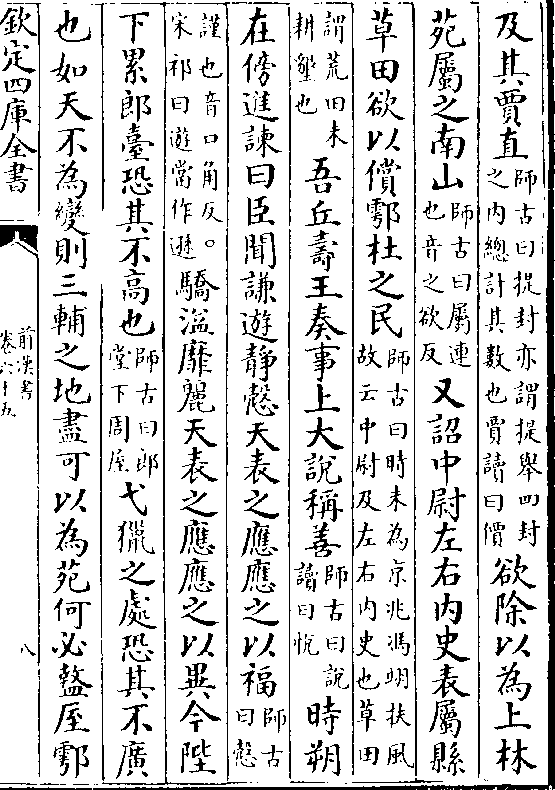 及其賈直師古曰提封亦謂提舉四封之内總計其數也賈讀曰價欲除以為上林
苑屬之南山師古曰屬連也音之欲反又詔中尉左右内史表屬縣
草田欲以償鄠杜之民師古曰時未為京兆馮翊扶風故云中尉及左右内史也草田
謂荒田未耕墾也吾丘壽王奏事上大說稱善師古曰說讀曰悅時朔
在傍進諫曰臣聞謙遊靜愨天表之應應之以福師古曰愨
謹也音口角反。宋祁曰遊當作遜驕溢靡麗天表之應應之以異今陛
下累郎臺恐其不高也師古曰郎堂下周屋弋獵之處恐其不廣
也如天不為變則三輔之地盡可以為苑何必盩厔鄠
欽定四庫全書
前漢書
卷六十九
八